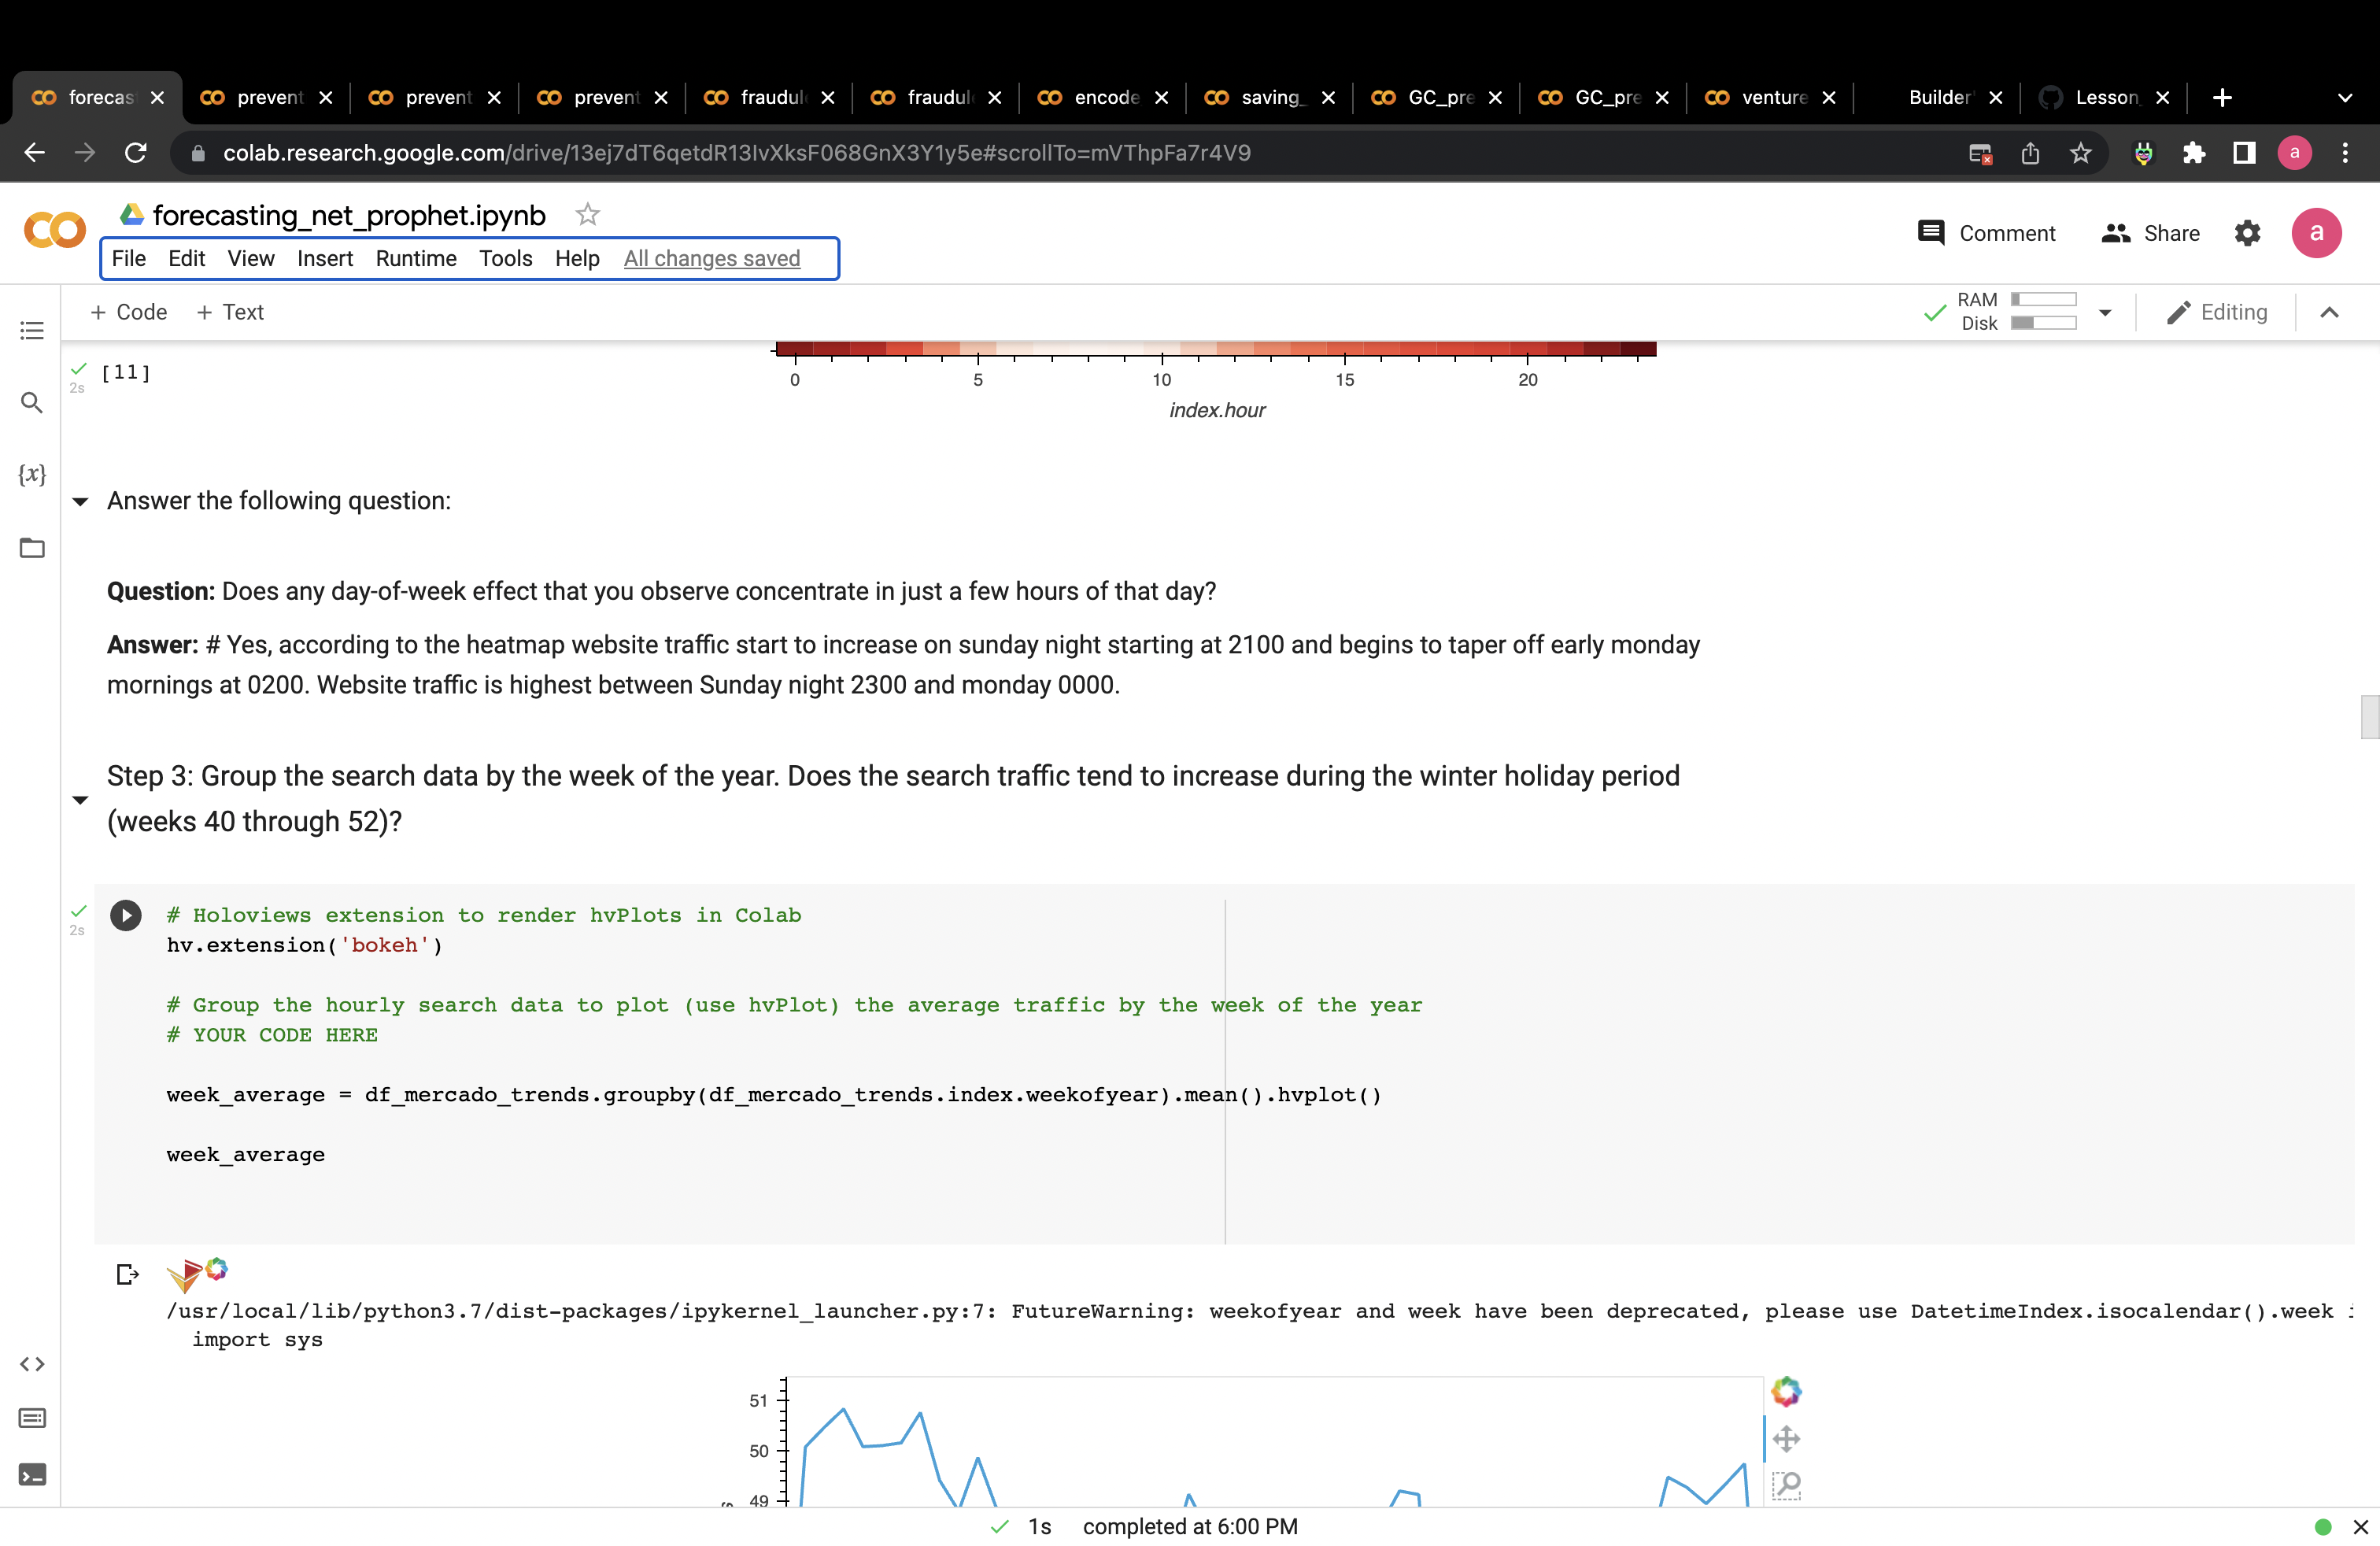 forecas
prevent
prevent
prevent
fraudul
fraudul
encode
saving_
GC_pre
GC_pre
venture
Builder'
Lesson_
colab.research.google.com/drive/13ej7dT6qetdR13IvXksF068GnX3Y1y5e#scrollTo=mVThpFa7r4V9
a
forecasting_net_prophet.ipynb
Comment
Share
a
File Edit View Insert Runtime Tools Help All changes saved
+ Code + Text
RAM
Disk
Editing
[11]
2s
0 5 10 15 20
index.hour
{x}
Answer the following question:
Question: Does any day-of-week effect that you observe concentrate in just a few hours of that day?
Answer: # Yes, according to the heatmap website traffic start to increase on sunday night starting at 2100 and begins to taper off early monday
mornings at 0200. Website traffic is highest between Sunday night 2300 and monday 0000.
Step 3: Group the search data by the week of the year. Does the search traffic tend to increase during the winter holiday period
(weeks 40 through 52)?
2s
# Holoviews extension to render hvPlots in Colab
hv.extension('bokeh')
# Group the hourly search data to plot (use hvPlot) the average traffic by the week of the year
# YOUR CODE HERE
week_average = df_mercado_trends.groupby(df_mercado_trends.index.weekofyear).mean().hvplot()
week_average
/usr/local/lib/python3.7/dist-packages/ipykernel_launcher.py:7: FutureWarning: weekofyear and week have been deprecated, please use DatetimeIndex.isocalendar().week i
import sys
51
50
49
1s completed at 6:00 PM